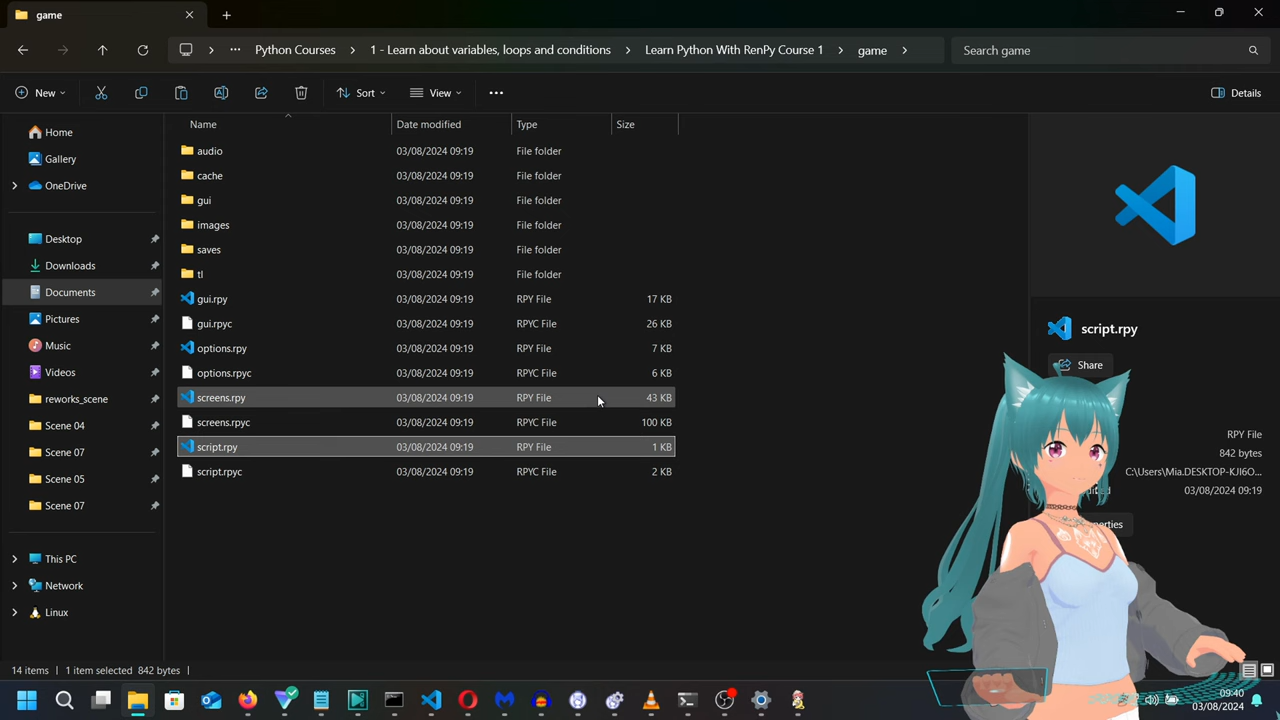 game
Python Courses
1 - Learn about variables, loops and conditions
Learn Python With RenPy Course 1
game
Search game
New
Sort
View
Details
Name Date modified Type Size
Home
Gallery
OneDrive
Desktop
Downloads
Documents
Pictures
Music
Videos
reworks_scene
Scene 04
Scene 07
Scene 05
Scene 07
This PC
Network
Linux
audio 03/08/2024 09:19 File folder
cache 03/08/2024 09:19 File folder
gui 03/08/2024 09:19 File folder
images 03/08/2024 09:19 File folder
saves 03/08/2024 09:19 File folder
tl 03/08/2024 09:19 File folder
gui.rpy 03/08/2024 09:19 RPY File 17 KB
gui.rpyc 03/08/2024 09:19 RPYC File 26 KB
options.rpy 03/08/2024 09:19 RPY File 7 KB
options.rpyc 03/08/2024 09:19 RPYC File 6 KB
screens.rpy 03/08/2024 09:19 RPY File 43 KB
screens.rpyc 03/08/2024 09:19 RPYC File 100 KB
script.rpy 03/08/2024 09:19 RPY File 1 KB
script.rpyc 03/08/2024 09:19 RPYC File 2 KB
script.rpy
Share
RPY File
842 bytes
C:\Users\Mia.DESKTOP-KJI6O...
03/08/2024 09:19
14 items
1 item selected 842 bytes
09:40
03/08/2024